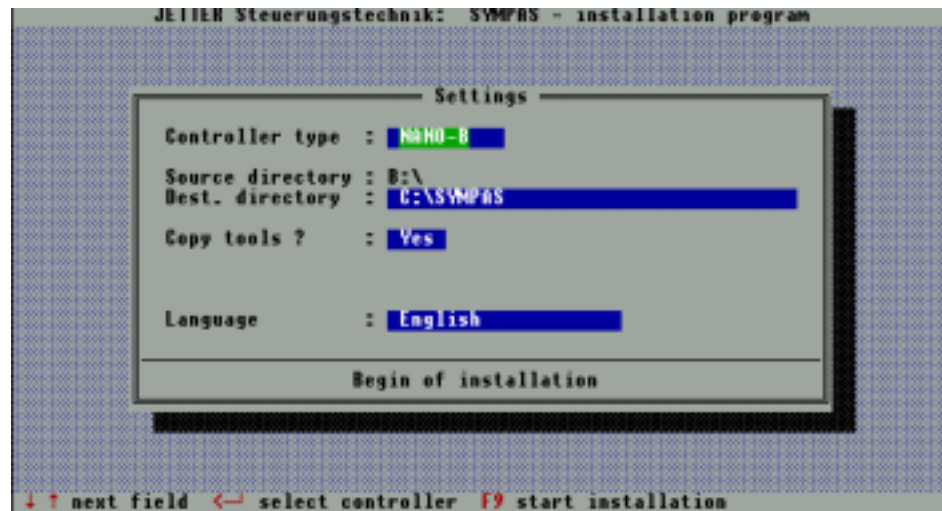 JETTER Steuerungstechnik: SYMPAS - installation program
Settings
Controller type : NANO-B
Source directory : B:\
Dest. directory : C:\SYMPAS
Copy tools ? : Yes
Language : English
Begin of installation
↓ ↑ next field <─┘ select controller F9 start installation